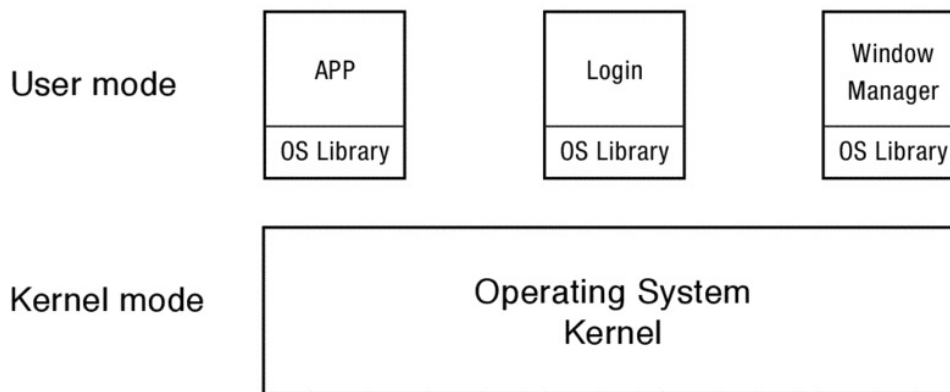 User mode
APP
OS Library
Login
OS Library
Window
Manager
OS Library
Kernel mode
Operating System
Kernel